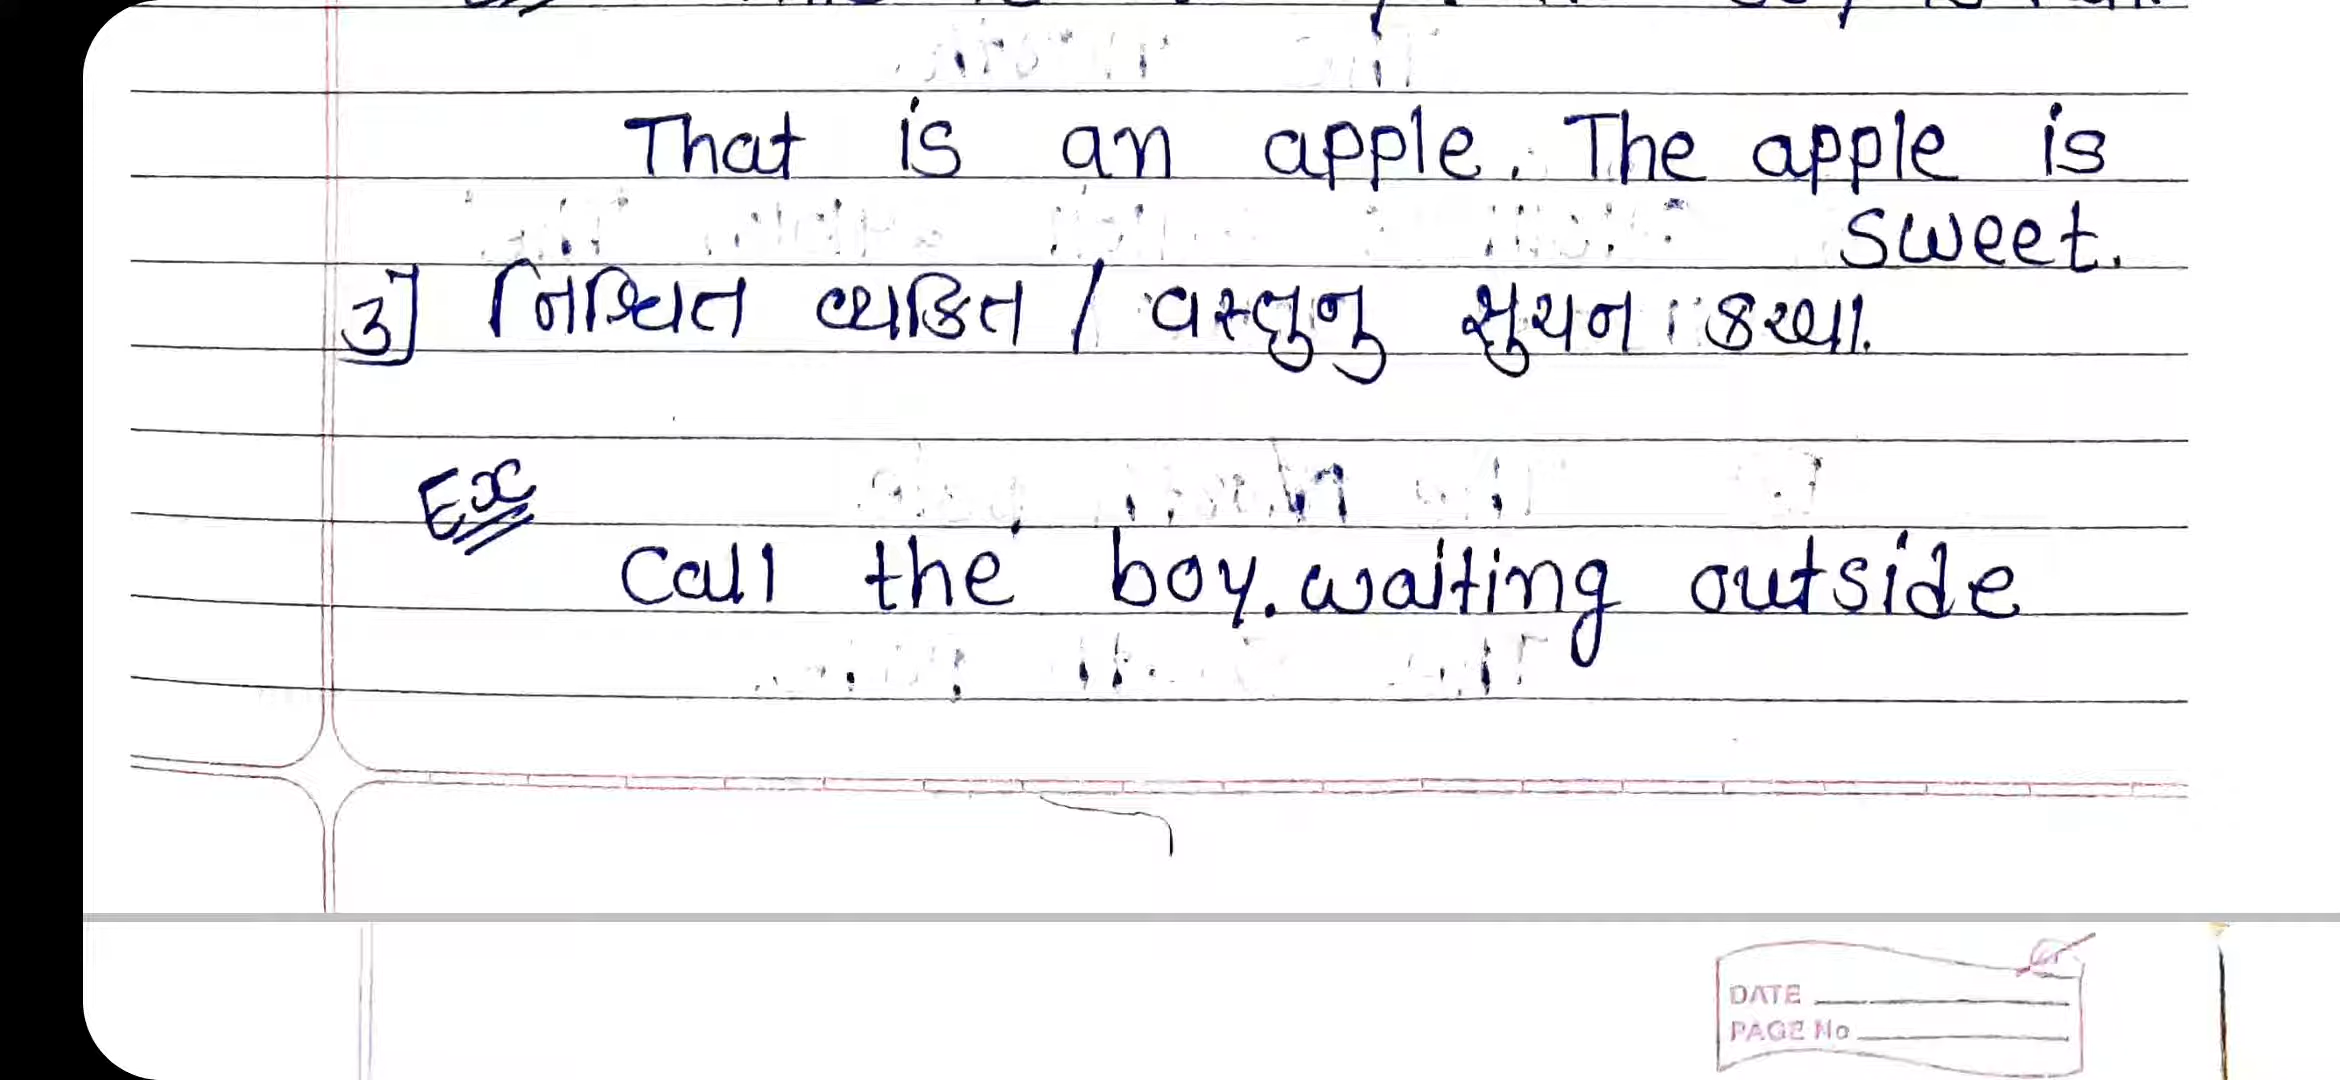 That is an apple. The apple is
sweet.
3] નિશ્ચિત વ્યકિત / વસ્તુનુ સુચન કરવા.
Ex
Call the boy. waiting outside
DATE
PAGE No